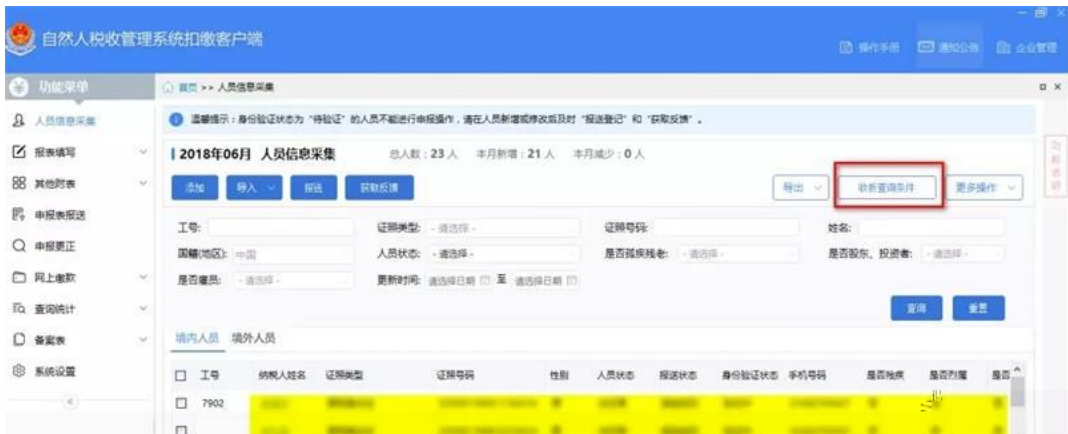 自然人税收管理系统扣缴客户端
操作手册 通知公告 企业管理
功能菜单
首页 >> 人员信息采集
人员信息采集
报表填写
其他附表
申报表报送
申报更正
网上缴款
查询统计
备案表
系统设置
温馨提示：身份验证状态为“待验证”的人员不能进行申报操作，请在人员新增或修改后及时“报送登记”和“获取反馈”。
2018年06月 人员信息采集 总人数：23 人 本月新增：21 人 本月减少：0 人
添加 导入 报送 获取反馈 导出 收折查询条件 更多操作
工号: 证照类型: - 请选择 - 证照号码: 姓名:
国籍(地区): 中国 人员状态: - 请选择 - 是否孤残老: - 请选择 - 是否股东、投资者: - 请选择 -
是否雇员: - 请选择 - 更新时间: 请选择日期 至 请选择日期
查询 重置
境内人员 境外人员
工号 纳税人姓名 证照类型 证照号码 性别 人员状态 报送状态 身份验证状态 手机号码 是否残疾 是否烈属 是否
7902